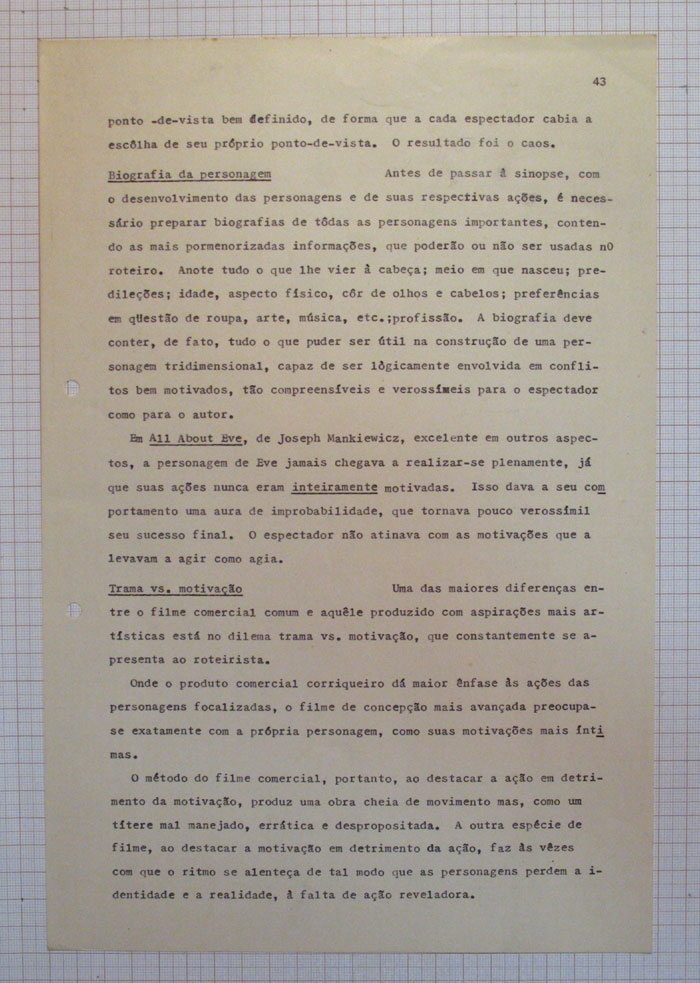 43
ponto -de-vista bem definido, de forma que a cada espectador cabia a
escôlha de seu próprio ponto-de-vista. O resultado foi o caos.
Biografia da personagem Antes de passar à sinopse, com
o desenvolvimento das personagens e de suas respectivas ações, é neces-
sário preparar biografias de tôdas as personagens importantes, conten-
do as mais pormenorizadas informações, que poderão ou não ser usadas nO
roteiro. Anote tudo o que lhe vier à cabeça; meio em que nasceu; pre-
dileções; idade, aspecto físico, côr de olhos e cabelos; preferências
em qüestão de roupa, arte, música, etc.;profissão. A biografia deve
conter, de fato, tudo o que puder ser útil na construção de uma per-
sonagem tridimensional, capaz de ser lògicamente envolvida em confli-
tos bem motivados, tão compreensíveis e verossímeis para o espectador
como para o autor.
Em All About Eve, de Joseph Mankiewicz, excelente em outros aspec-
tos, a personagem de Eve jamais chegava a realizar-se plenamente, já
que suas ações nunca eram inteiramente motivadas. Isso dava a seu com
portamento uma aura de improbabilidade, que tornava pouco verossímil
seu sucesso final. O espectador não atinava com as motivações que a
levavam a agir como agia.
Trama vs. motivação Uma das maiores diferenças en-
tre o filme comercial comum e aquêle produzido com aspirações mais ar-
tísticas está no dilema trama vs. motivação, que constantemente se a-
presenta ao roteirista.
Onde o produto comercial corriqueiro dá maior ênfase às ações das
personagens focalizadas, o filme de concepção mais avançada preocupa-
se exatamente com a própria personagem, como suas motivações mais ínti
mas.
O método do filme comercial, portanto, ao destacar a ação em detri-
mento da motivação, produz uma obra cheia de movimento mas, como um
títere mal manejado, errática e despropositada. A outra espécie de
filme, ao destacar a motivação em detrimento da ação, faz às vêzes
com que o ritmo se alenteça de tal modo que as personagens perdem a i-
dentidade e a realidade, à falta de ação reveladora.